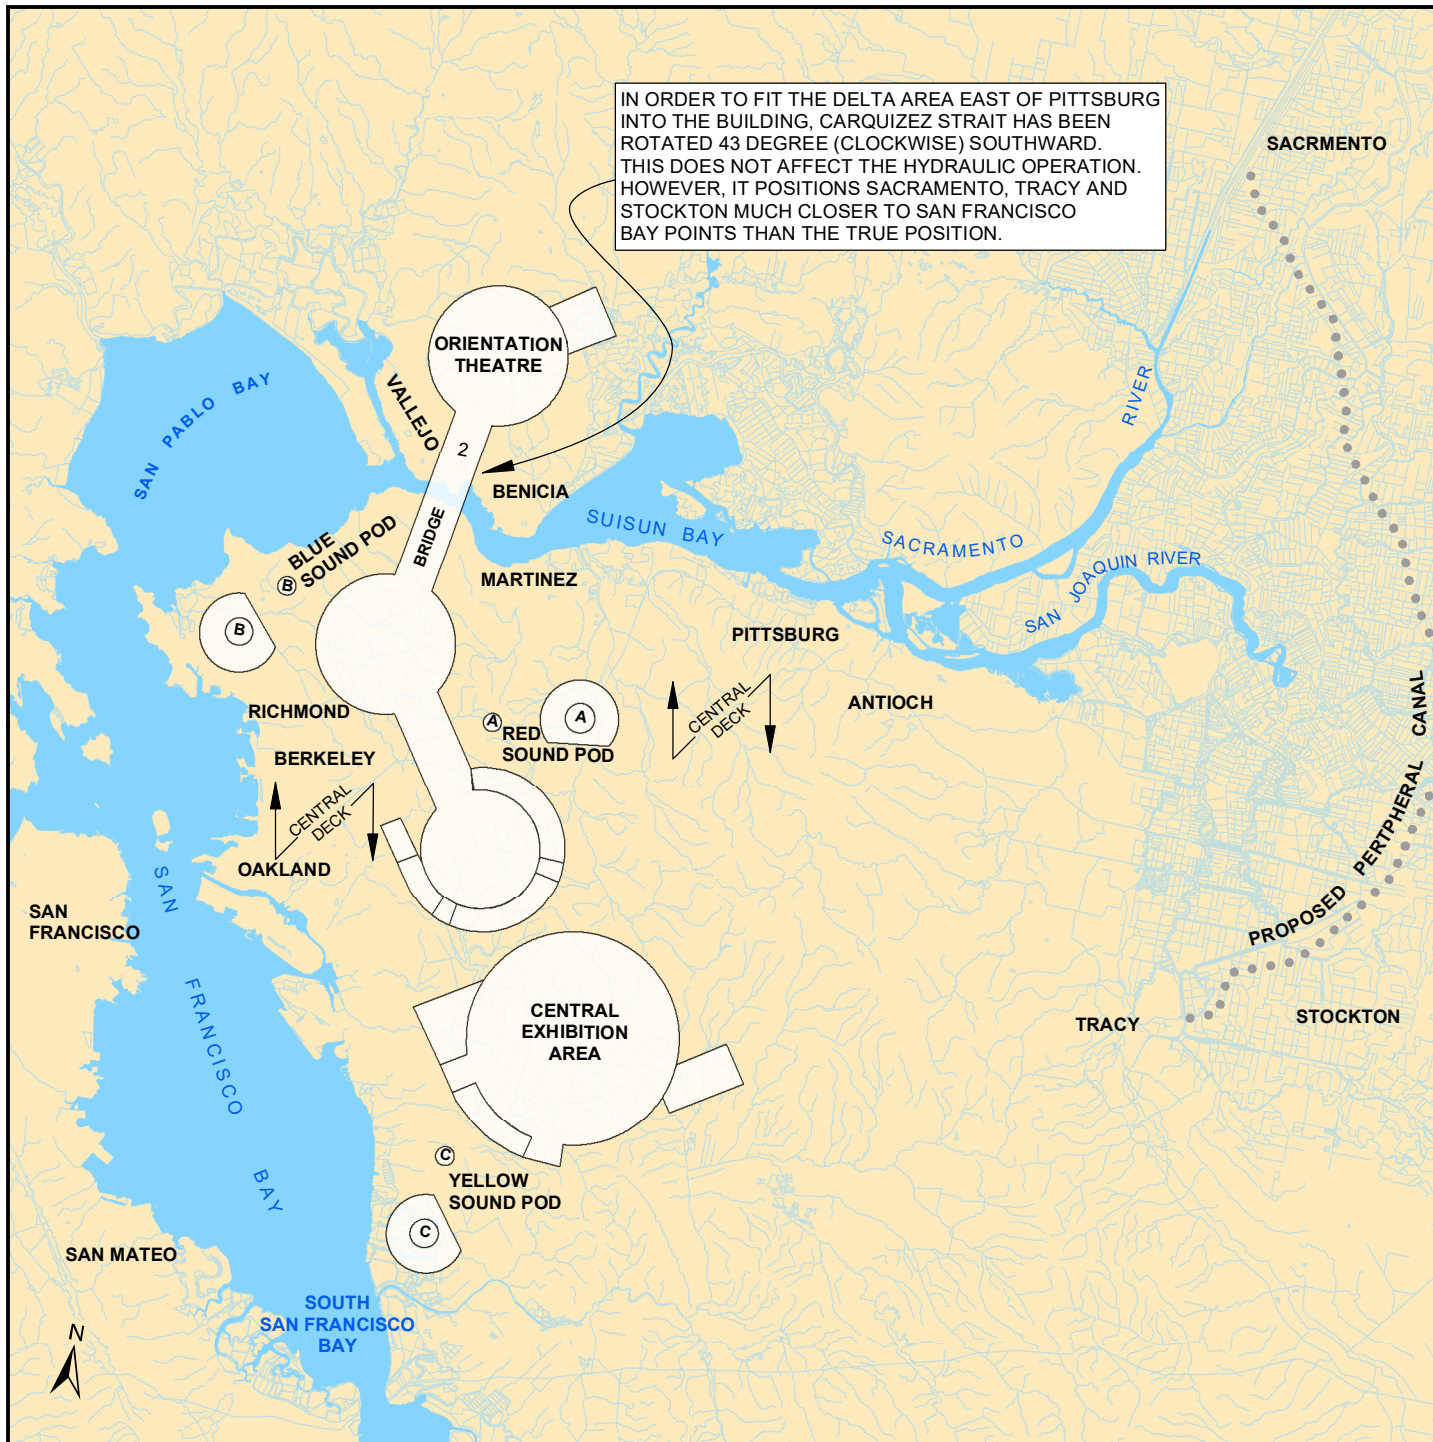 IN ORDER TO FIT THE DELTA AREA EAST OF PITTSBURG
INTO THE BUILDING, CARQUIZEZ STRAIT HAS BEEN
ROTATED 43 DEGREE (CLOCKWISE) SOUTHWARD.
THIS DOES NOT AFFECT THE HYDRAULIC OPERATION.
HOWEVER, IT POSITIONS SACRAMENTO, TRACY AND
STOCKTON MUCH CLOSER TO SAN FRANCISCO
BAY POINTS THAN THE TRUE POSITION.
SACRMENTO
ORIENTATION
THEATRE
VALLEJO
SAN PABLO BAY
2
BRIDGE
BENICIA
SUISUN BAY
RIVER
SACRAMENTO
SAN JOAQUIN RIVER
BLUE
SOUND POD
B
B
MARTINEZ
PITTSBURG
ANTIOCH
RICHMOND
A
A
RED
SOUND POD
CENTRAL
DECK
BERKELEY
CENTRAL
DECK
OAKLAND
PROPOSED PERTPHERAL CANAL
SAN
FRANCISCO
SAN FRANCISCO BAY
CENTRAL
EXHIBITION
AREA
TRACY
STOCKTON
C
YELLOW
SOUND POD
C
SAN MATEO
SOUTH
SAN FRANCISCO
BAY
N